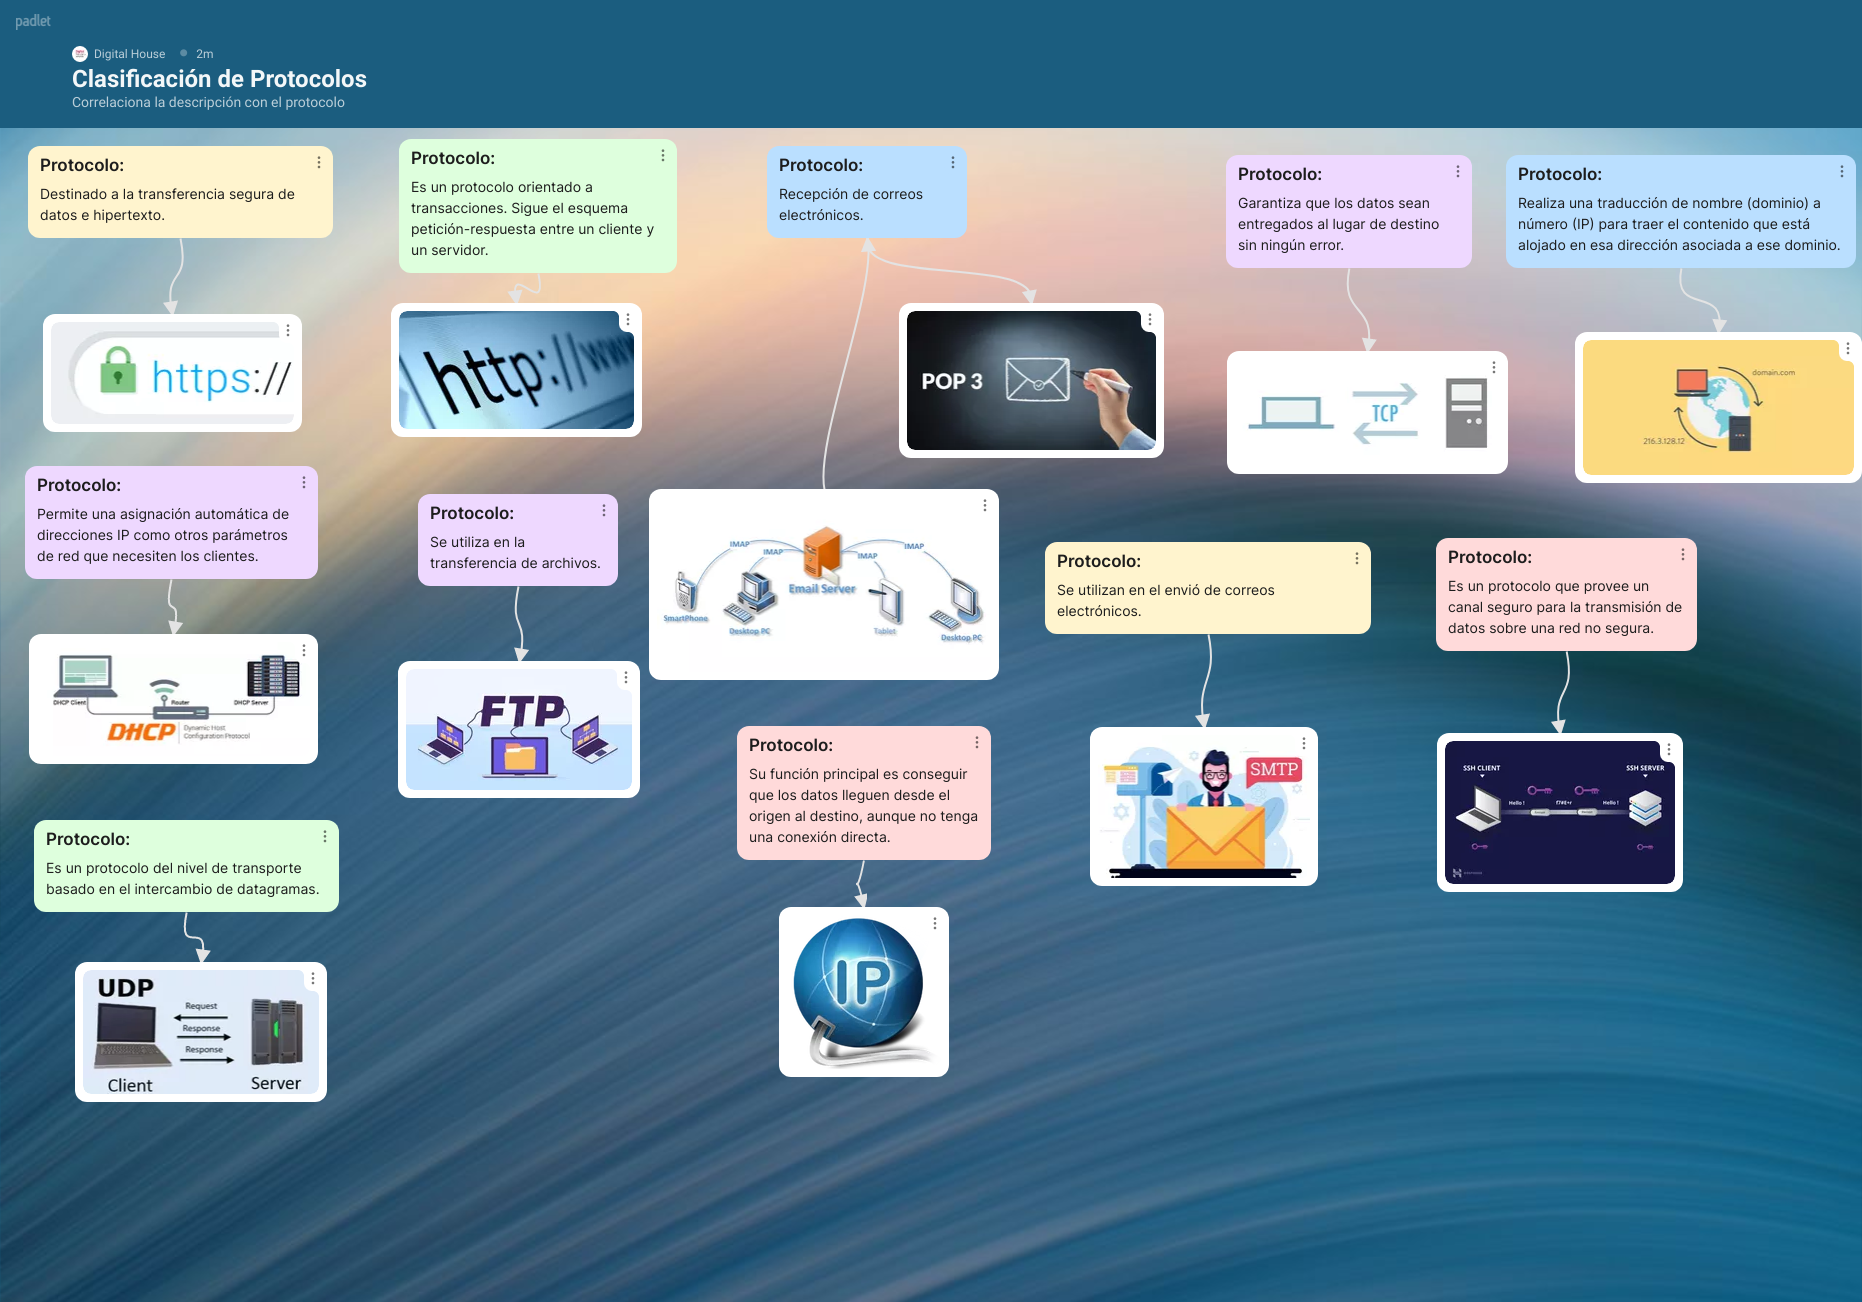 padlet
Digital House • 2m
Clasificación de Protocolos
Correlaciona la descripción con el protocolo
Protocolo:
Destinado a la transferencia segura de
datos e hipertexto.
https://
Protocolo:
Es un protocolo orientado a
transacciones. Sigue el esquema
petición-respuesta entre un cliente y
un servidor.
http://www
Protocolo:
Recepción de correos
electrónicos.
POP 3
Protocolo:
Garantiza que los datos sean
entregados al lugar de destino
sin ningún error.
TCP
Protocolo:
Realiza una traducción de nombre (dominio) a
número (IP) para traer el contenido que está
alojado en esa dirección asociada a ese dominio.
domain.com
216.3.128.12
Protocolo:
Permite una asignación automática de
direcciones IP como otros parámetros
de red que necesiten los clientes.
DHCP Client
Router
DHCP Server
DHCP
Dynamic Host
Configuration Protocol
Protocolo:
Se utiliza en la
transferencia de archivos.
FTP
IMAP
IMAP
IMAP
IMAP
Email Server
SmartPhone
Desktop PC
Tablet
Desktop PC
Protocolo:
Se utilizan en el envió de correos
electrónicos.
SMTP
Protocolo:
Es un protocolo que provee un
canal seguro para la transmisión de
datos sobre una red no segura.
SSH CLIENT
SSH SERVER
Hello !
Hello !
Protocolo:
Su función principal es conseguir
que los datos lleguen desde el
origen al destino, aunque no tenga
una conexión directa.
IP
Protocolo:
Es un protocolo del nivel de transporte
basado en el intercambio de datagramas.
UDP
Request
Response
Response
Client
Server